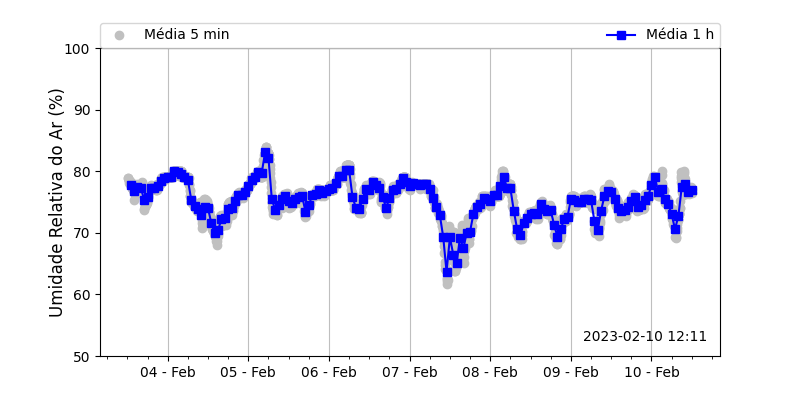 Média 5 min
Média 1 h
Umidade Relativa do Ar (%)
100
90
80
70
60
50
2023-02-10 12:11
04 - Feb
05 - Feb
06 - Feb
07 - Feb
08 - Feb
09 - Feb
10 - Feb